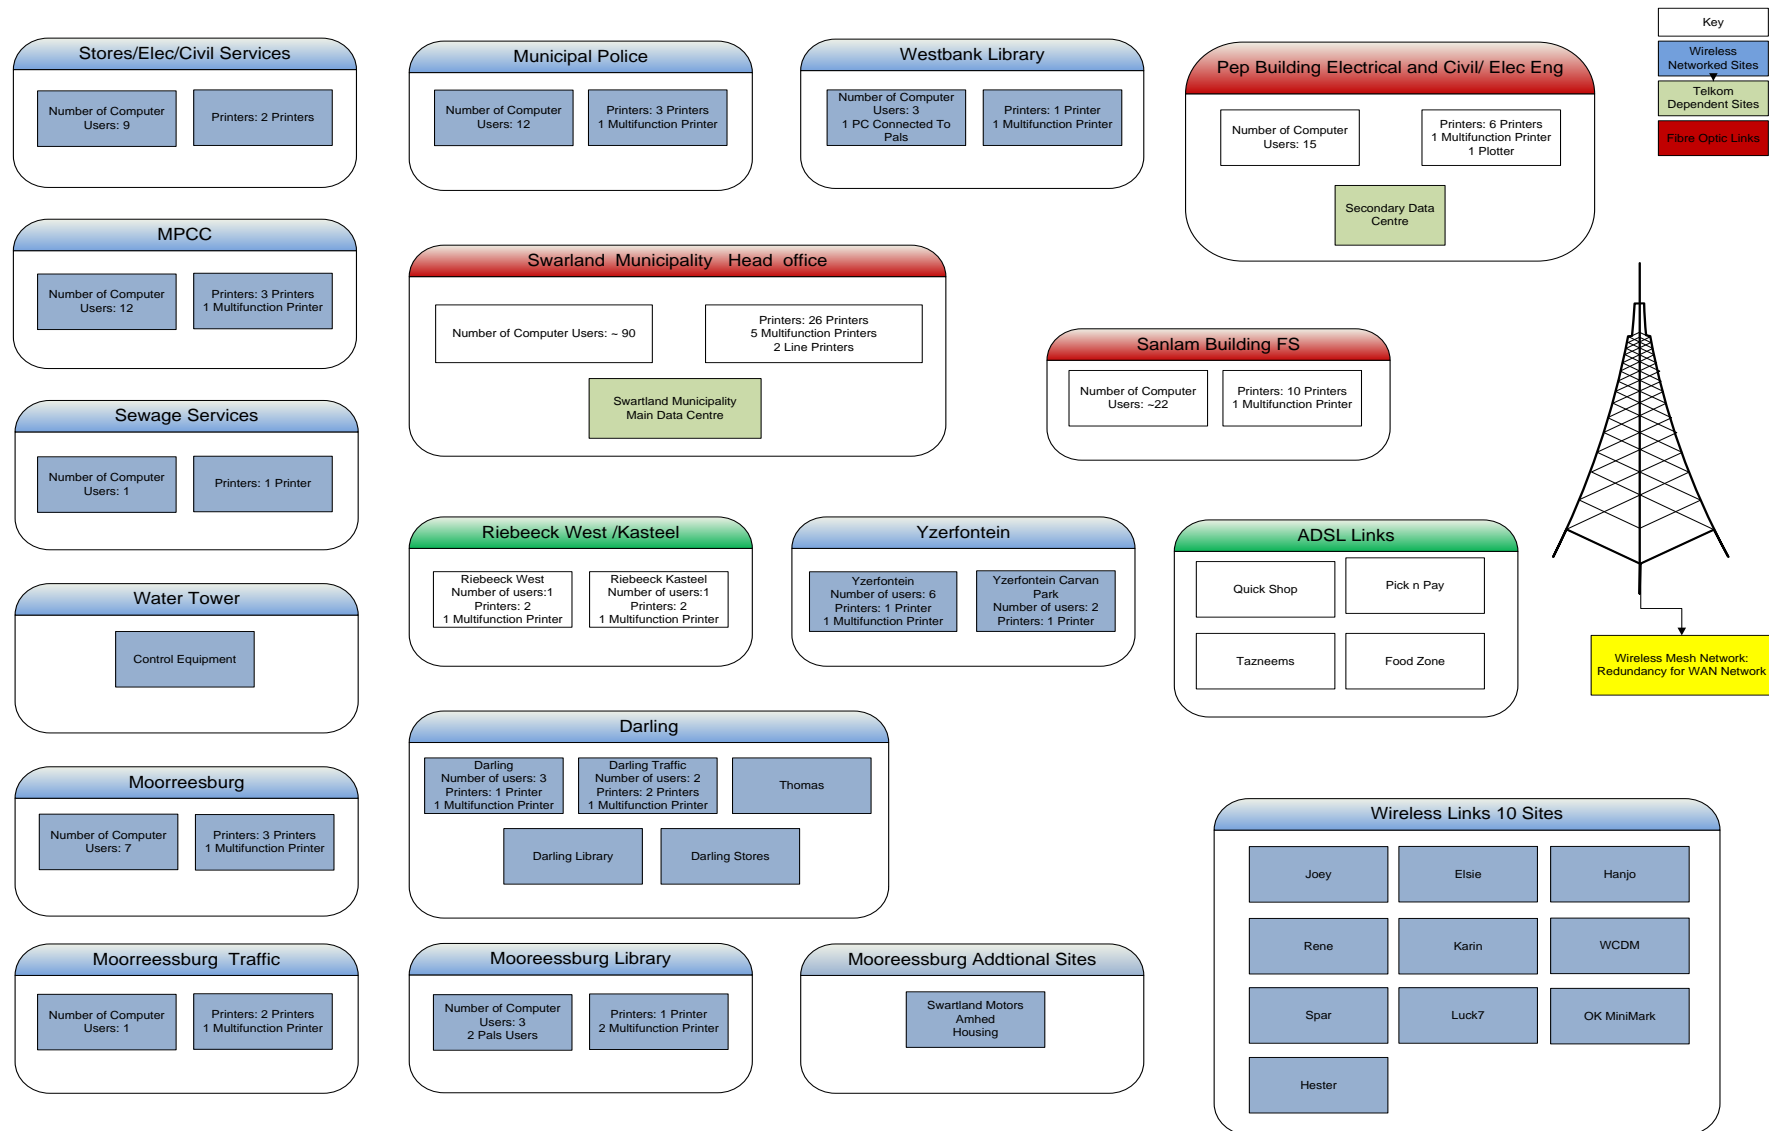 Key
Wireless
Networked Sites
Telkom
Dependent Sites
Fibre Optic Links
Stores/Elec/Civil Services
Number of Computer
Users: 9
Printers: 2 Printers
Municipal Police
Number of Computer
Users: 12
Printers: 3 Printers
1 Multifunction Printer
Westbank Library
Number of Computer
Users: 3
1 PC Connected To
Pals
Printers: 1 Printer
1 Multifunction Printer
Pep Building Electrical and Civil/ Elec Eng
Number of Computer
Users: 15
Printers: 6 Printers
1 Multifunction Printer
1 Plotter
Secondary Data
Centre
MPCC
Number of Computer
Users: 12
Printers: 3 Printers
1 Multifunction Printer
Swarland Municipality Head office
Number of Computer Users: ~ 90
Printers: 26 Printers
5 Multifunction Printers
2 Line Printers
Swartland Municipality
Main Data Centre
Sanlam Building FS
Number of Computer
Users: ~22
Printers: 10 Printers
1 Multifunction Printer
Sewage Services
Number of Computer
Users: 1
Printers: 1 Printer
Riebeeck West /Kasteel
Riebeeck West
Number of users:1
Printers: 2
1 Multifunction Printer
Riebeeck Kasteel
Number of users:1
Printers: 2
1 Multifunction Printer
Yzerfontein
Yzerfontein
Number of users: 6
Printers: 1 Printer
1 Multifunction Printer
Yzerfontein Carvan
Park
Number of users: 2
Printers: 1 Printer
ADSL Links
Quick Shop
Pick n Pay
Tazneems
Food Zone
Wireless Mesh Network:
Redundancy for WAN Network
Water Tower
Control Equipment
Darling
Darling
Number of users: 3
Printers: 1 Printer
1 Multifunction Printer
Darling Traffic
Number of users: 2
Printers: 2 Printers
1 Multifunction Printer
Thomas
Darling Library
Darling Stores
Moorreesburg
Number of Computer
Users: 7
Printers: 3 Printers
1 Multifunction Printer
Wireless Links 10 Sites
Joey
Elsie
Hanjo
Rene
Karin
WCDM
Spar
Luck7
OK MiniMark
Hester
Moorreessburg Traffic
Number of Computer
Users: 1
Printers: 2 Printers
1 Multifunction Printer
Mooreessburg Library
Number of Computer
Users: 3
2 Pals Users
Printers: 1 Printer
2 Multifunction Printer
Mooreessburg Addtional Sites
Swartland Motors
Amhed
Housing